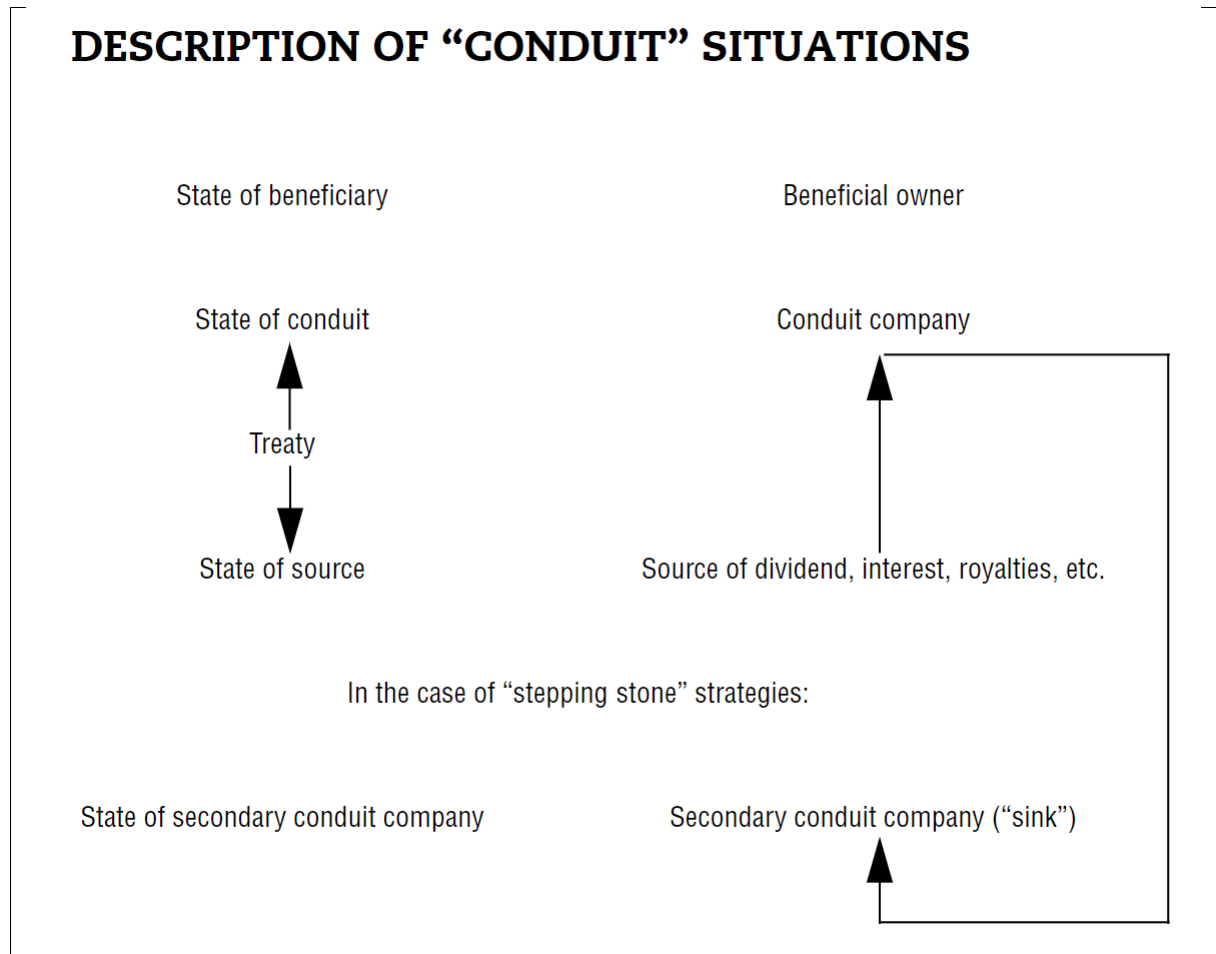 DESCRIPTION OF “CONDUIT” SITUATIONS
State of beneficiary
Beneficial owner
State of conduit
Conduit company
Treaty
State of source
Source of dividend, interest, royalties, etc.
In the case of “stepping stone” strategies:
State of secondary conduit company
Secondary conduit company (“sink”)